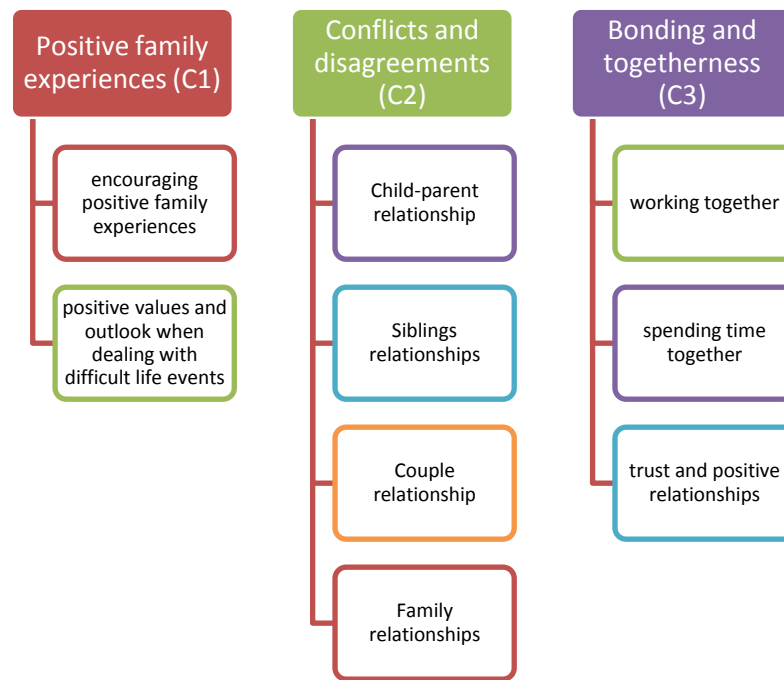 Positive family
experiences (C1)
encouraging
positive family
experiences
positive values and
outlook when
dealing with
difficult life events
Conflicts and
disagreements
(C2)
Child-parent
relationship
Siblings
relationships
Couple
relationship
Family
relationships
Bonding and
togetherness
(C3)
working together
spending time
together
trust and positive
relationships